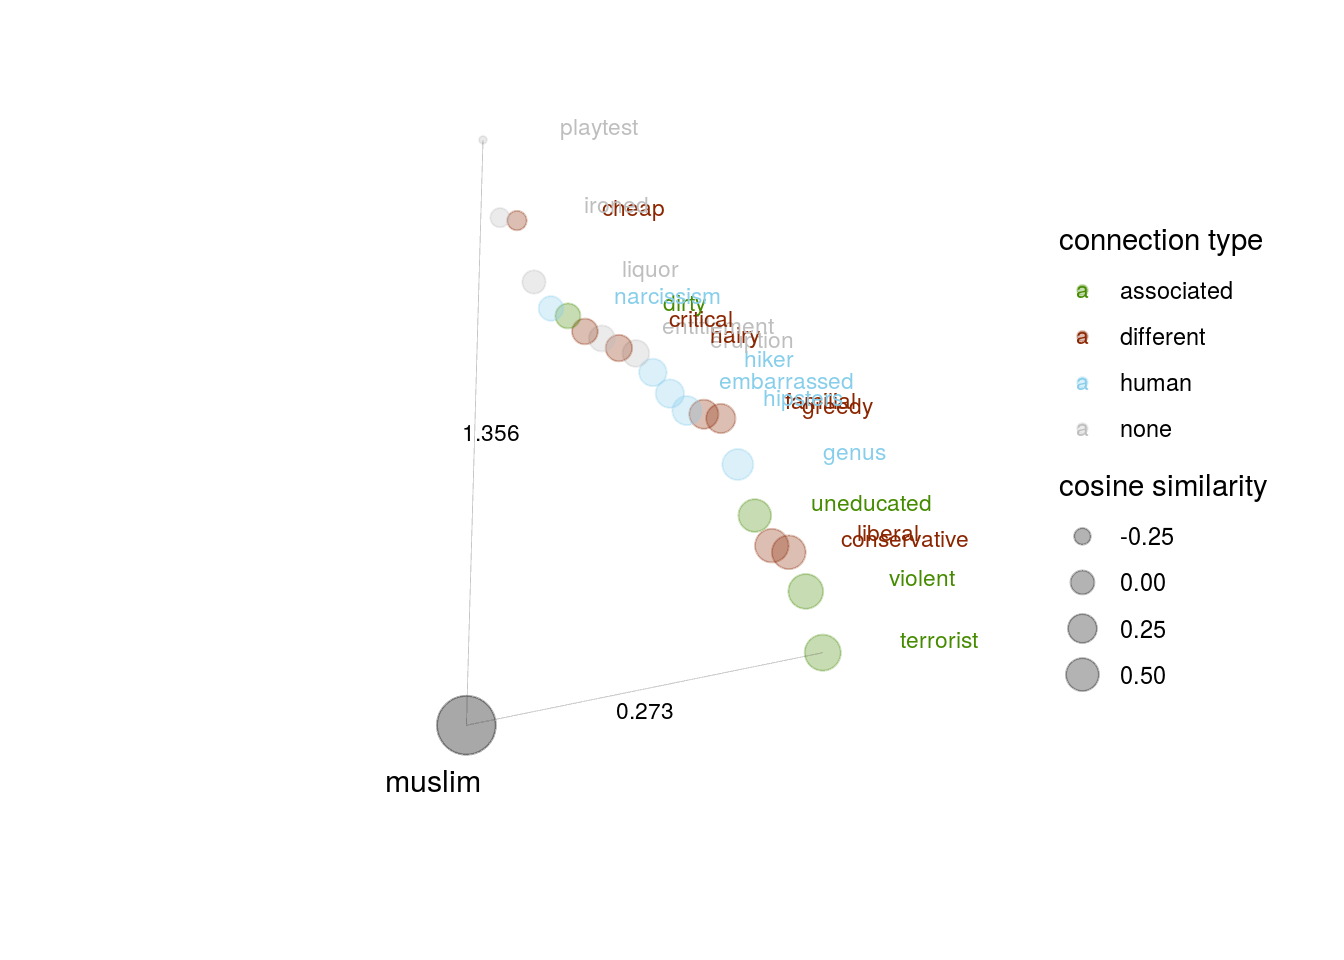 playtest
ironed
cheap
liquor
narcissism
dirty
critical
entitlement
hairy
eruption
hiker
embarrassed
hipsters
familial
greedy
genus
uneducated
liberal
conservative
violent
terrorist
1.356
0.273
muslim
connection type
a associated
a different
a human
a none
cosine similarity
-0.25
0.00
0.25
0.50